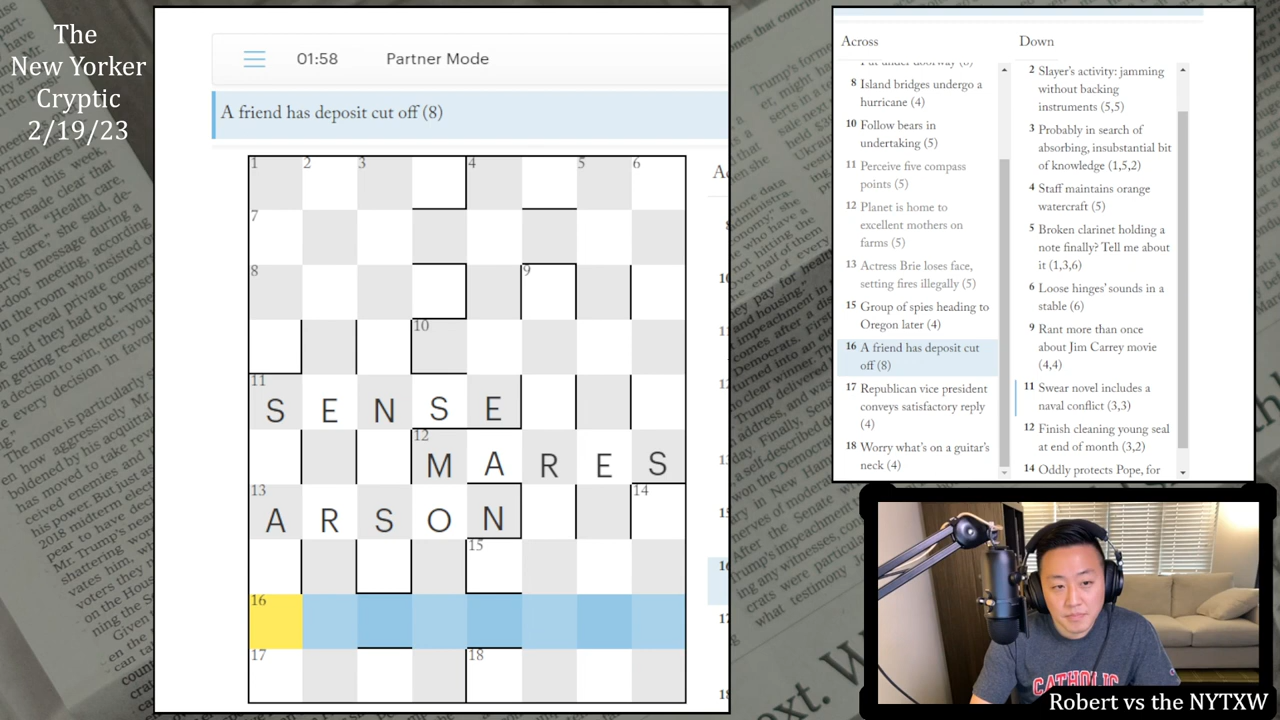 The
New Yorker
Cryptic
2/19/23
01:58 Partner Mode
A friend has deposit cut off (8)
1 2 3 4 5 6
7
8 9
10
11
S E N S E
12
M A R E S
13 14
A R S O N
15
16
17 18
Across
8 Island bridges undergo a
hurricane (4)
10 Follow bears in
undertaking (5)
11 Perceive five compass
points (5)
12 Planet is home to
excellent mothers on
farms (5)
13 Actress Brie loses face,
setting fires illegally (5)
15 Group of spies heading to
Oregon later (4)
16 A friend has deposit cut
off (8)
17 Republican vice president
conveys satisfactory reply
(4)
18 Worry what's on a guitar's
neck (4)
Down
2 Slayer's activity: jamming
without backing
instruments (5,5)
3 Probably in search of
absorbing, insubstantial bit
of knowledge (1,5,2)
4 Staff maintains orange
watercraft (5)
5 Broken clarinet holding a
note finally? Tell me about
it (1,3,6)
6 Loose hinges' sounds in a
stable (6)
9 Rant more than once
about Jim Carrey movie
(4,4)
11 Swear novel includes a
naval conflict (3,3)
12 Finish cleaning young seal
at end of month (3,2)
14 Oddly protects Pope, for
CATHOLIC
Robert vs the NYTXW